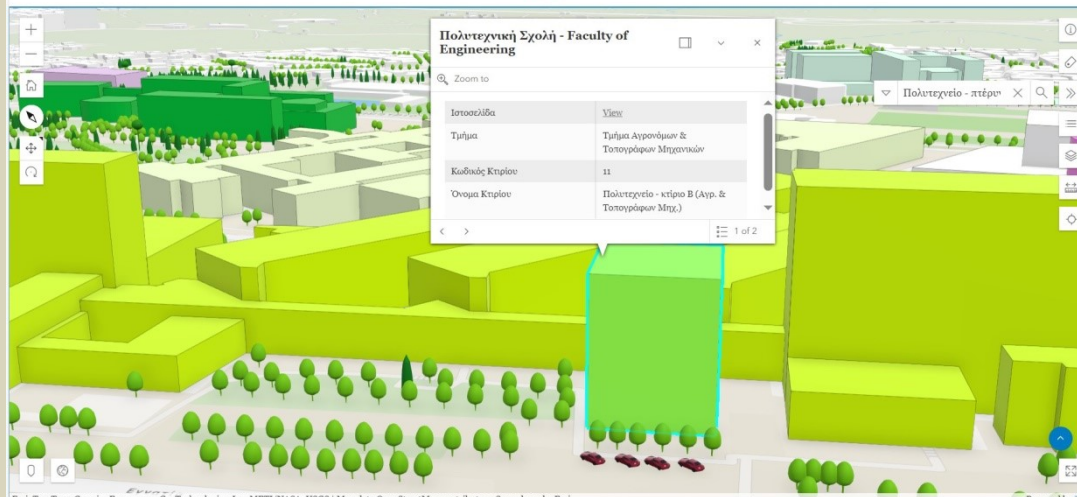 Πολυτεχνική Σχολή - Faculty of
Engineering
Zoom to
Ιστοσελίδα View
Τμήμα Τμήμα Αγρονόμων &
Τοπογράφων Μηχανικών
Κωδικός Κτιρίου 11
Όνομα Κτιρίου Πολυτεχνείο - κτίριο Β (Αγρ. &
Τοπογράφων Μηχ.)
1 of 2
Πολυτεχνείο - πτέρυγ